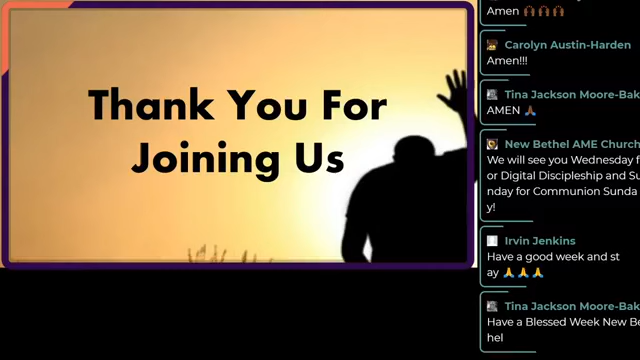 Thank You For
Joining Us
Amen 🙌🏾 🙌🏾 🙌🏾
Carolyn Austin-Harden
Amen!!!
Tina Jackson Moore-Bak
AMEN 🙏🏾
New Bethel AME Church
We will see you Wednesday f
or Digital Discipleship and Su
nday for Communion Sunda
y!
Irvin Jenkins
Have a good week and st
ay 🙏 🙏 🙏
Tina Jackson Moore-Bak
Have a Blessed Week New Be
hel